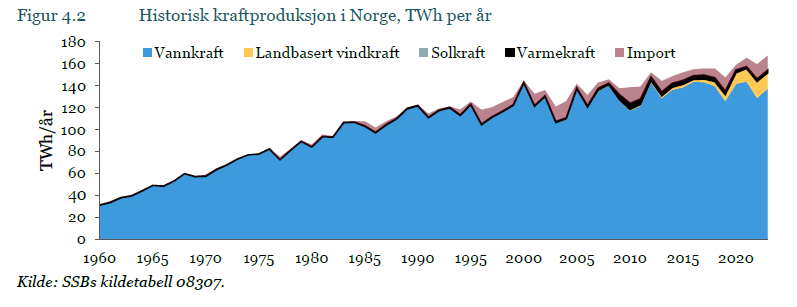 Figur 4.2 Historisk kraftproduksjon i Norge, TWh per år
180
160
140
120
100
80
60
40
20
0
TWh/år
Vannkraft Landbasert vindkraft Solkraft Varmekraft Import
1960 1965 1970 1975 1980 1985 1990 1995 2000 2005 2010 2015 2020
Kilde: SSBs kildetabell 08307.